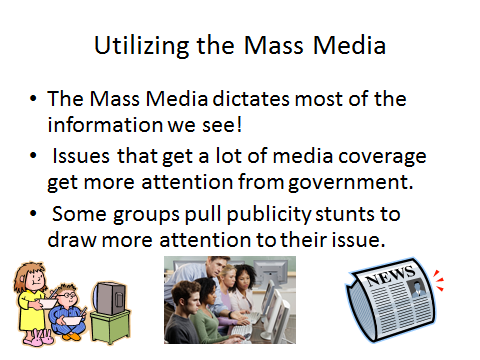 Utilizing the Mass Media
• The Mass Media dictates most of the
information we see!
• Issues that get a lot of media coverage
get more attention from government.
• Some groups pull publicity stunts to
draw more attention to their issue.
NEWS